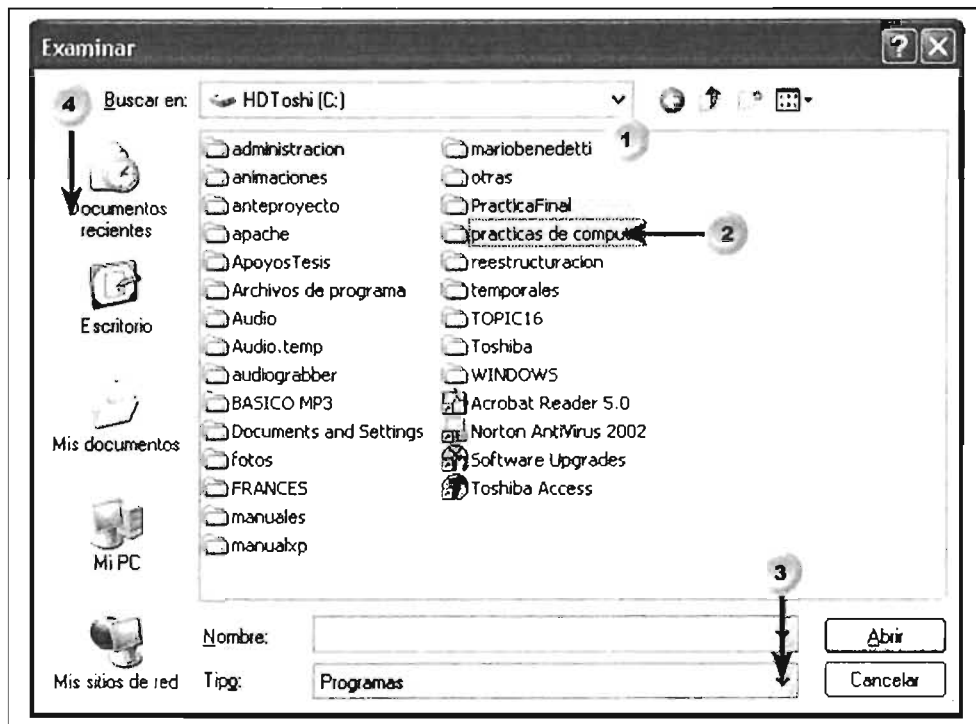 Examinar
4
Buscar en: HDToshi (C:)
1
administracion
animaciones
anteproyecto
apache
ApoyosTesis
Archivos de programa
Audio
Audio.temp
audiograbber
BASICO MP3
Documents and Settings
fotos
FRANCES
manuales
manualxp
mariobenedetti
otras
PracticaFinal
practicas de compu
2
reestructuracion
temporales
TOPIC16
Toshiba
WINDOWS
Acrobat Reader 5.0
Norton AntiVirus 2002
Software Upgrades
Toshiba Access
Documentos
recientes
Escritorio
Mis documentos
Mi PC
Mis sitios de red
3
Nombre:
Abrir
Tipo: Programas
Cancelar